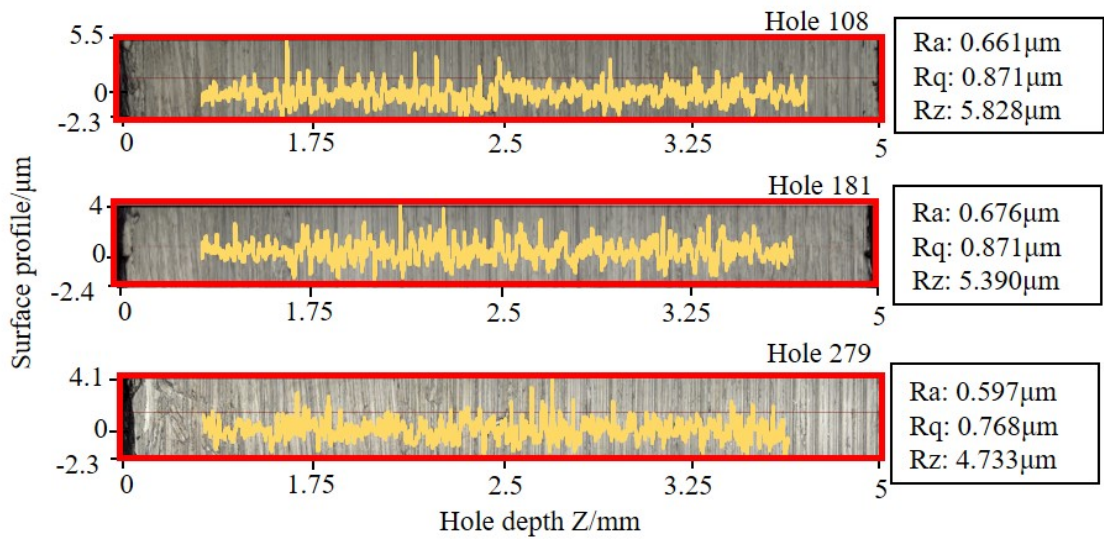 Hole 108
5.5
0
-2.3
0 1.75 2.5 3.25 5
Ra: 0.661μm
Rq: 0.871μm
Rz: 5.828μm
Surface profile/μm
Hole 181
4
0
-2.4
0 1.75 2.5 3.25 5
Ra: 0.676μm
Rq: 0.871μm
Rz: 5.390μm
Hole 279
4.1
0
-2.3
0 1.75 2.5 3.25 5
Ra: 0.597μm
Rq: 0.768μm
Rz: 4.733μm
Hole depth Z/mm